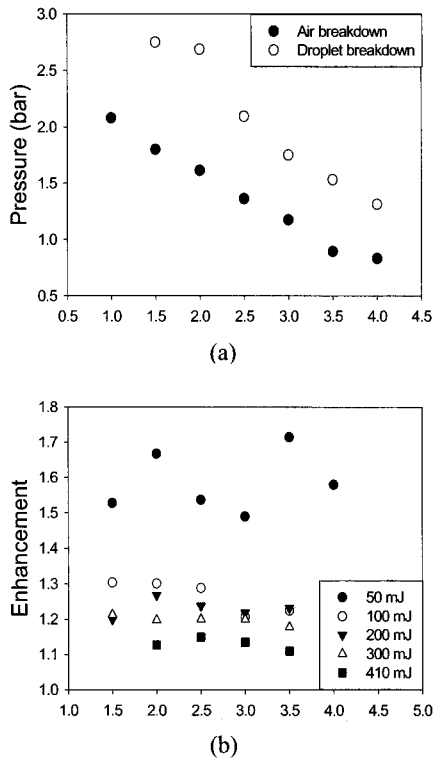 3.0
2.5
2.0
1.5
1.0
0.5
Pressure (bar)
Air breakdown
Droplet breakdown
0.5 1.0 1.5 2.0 2.5 3.0 3.5 4.0 4.5
(a)
1.8
1.7
1.6
1.5
1.4
1.3
1.2
1.1
1.0
Enhancement
50 mJ
100 mJ
200 mJ
300 mJ
410 mJ
1.0 1.5 2.0 2.5 3.0 3.5 4.0 4.5 5.0
(b)